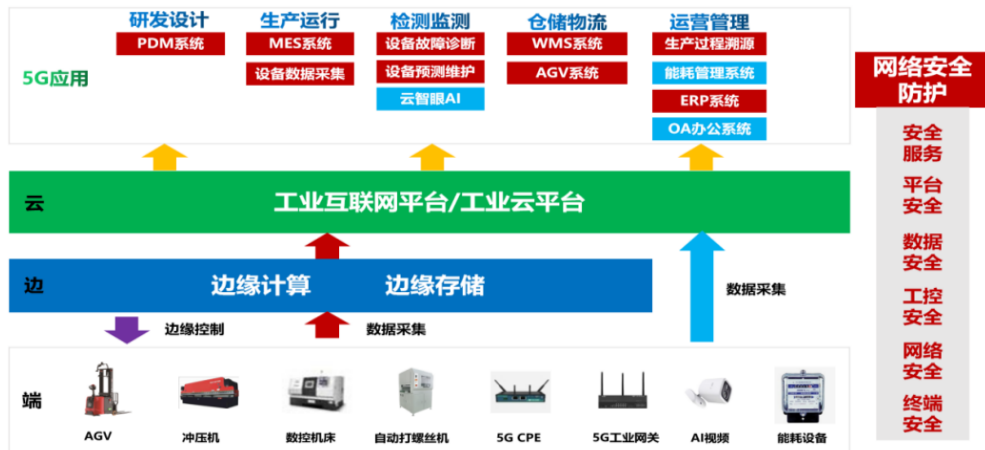 研发设计
生产运行
检测监测
仓储物流
运营管理
5G应用
PDM系统
MES系统
设备数据采集
设备故障诊断
设备预测维护
云智眼AI
WMS系统
AGV系统
生产过程溯源
能耗管理系统
ERP系统
OA办公系统
云
工业互联网平台/工业云平台
边
边缘计算
边缘存储
边缘控制
数据采集
数据采集
端
AGV
冲压机
数控机床
自动打螺丝机
5G CPE
5G工业网关
AI视频
能耗设备
网络安全
防护
安全
服务
平台
安全
数据
安全
工控
安全
网络
安全
终端
安全